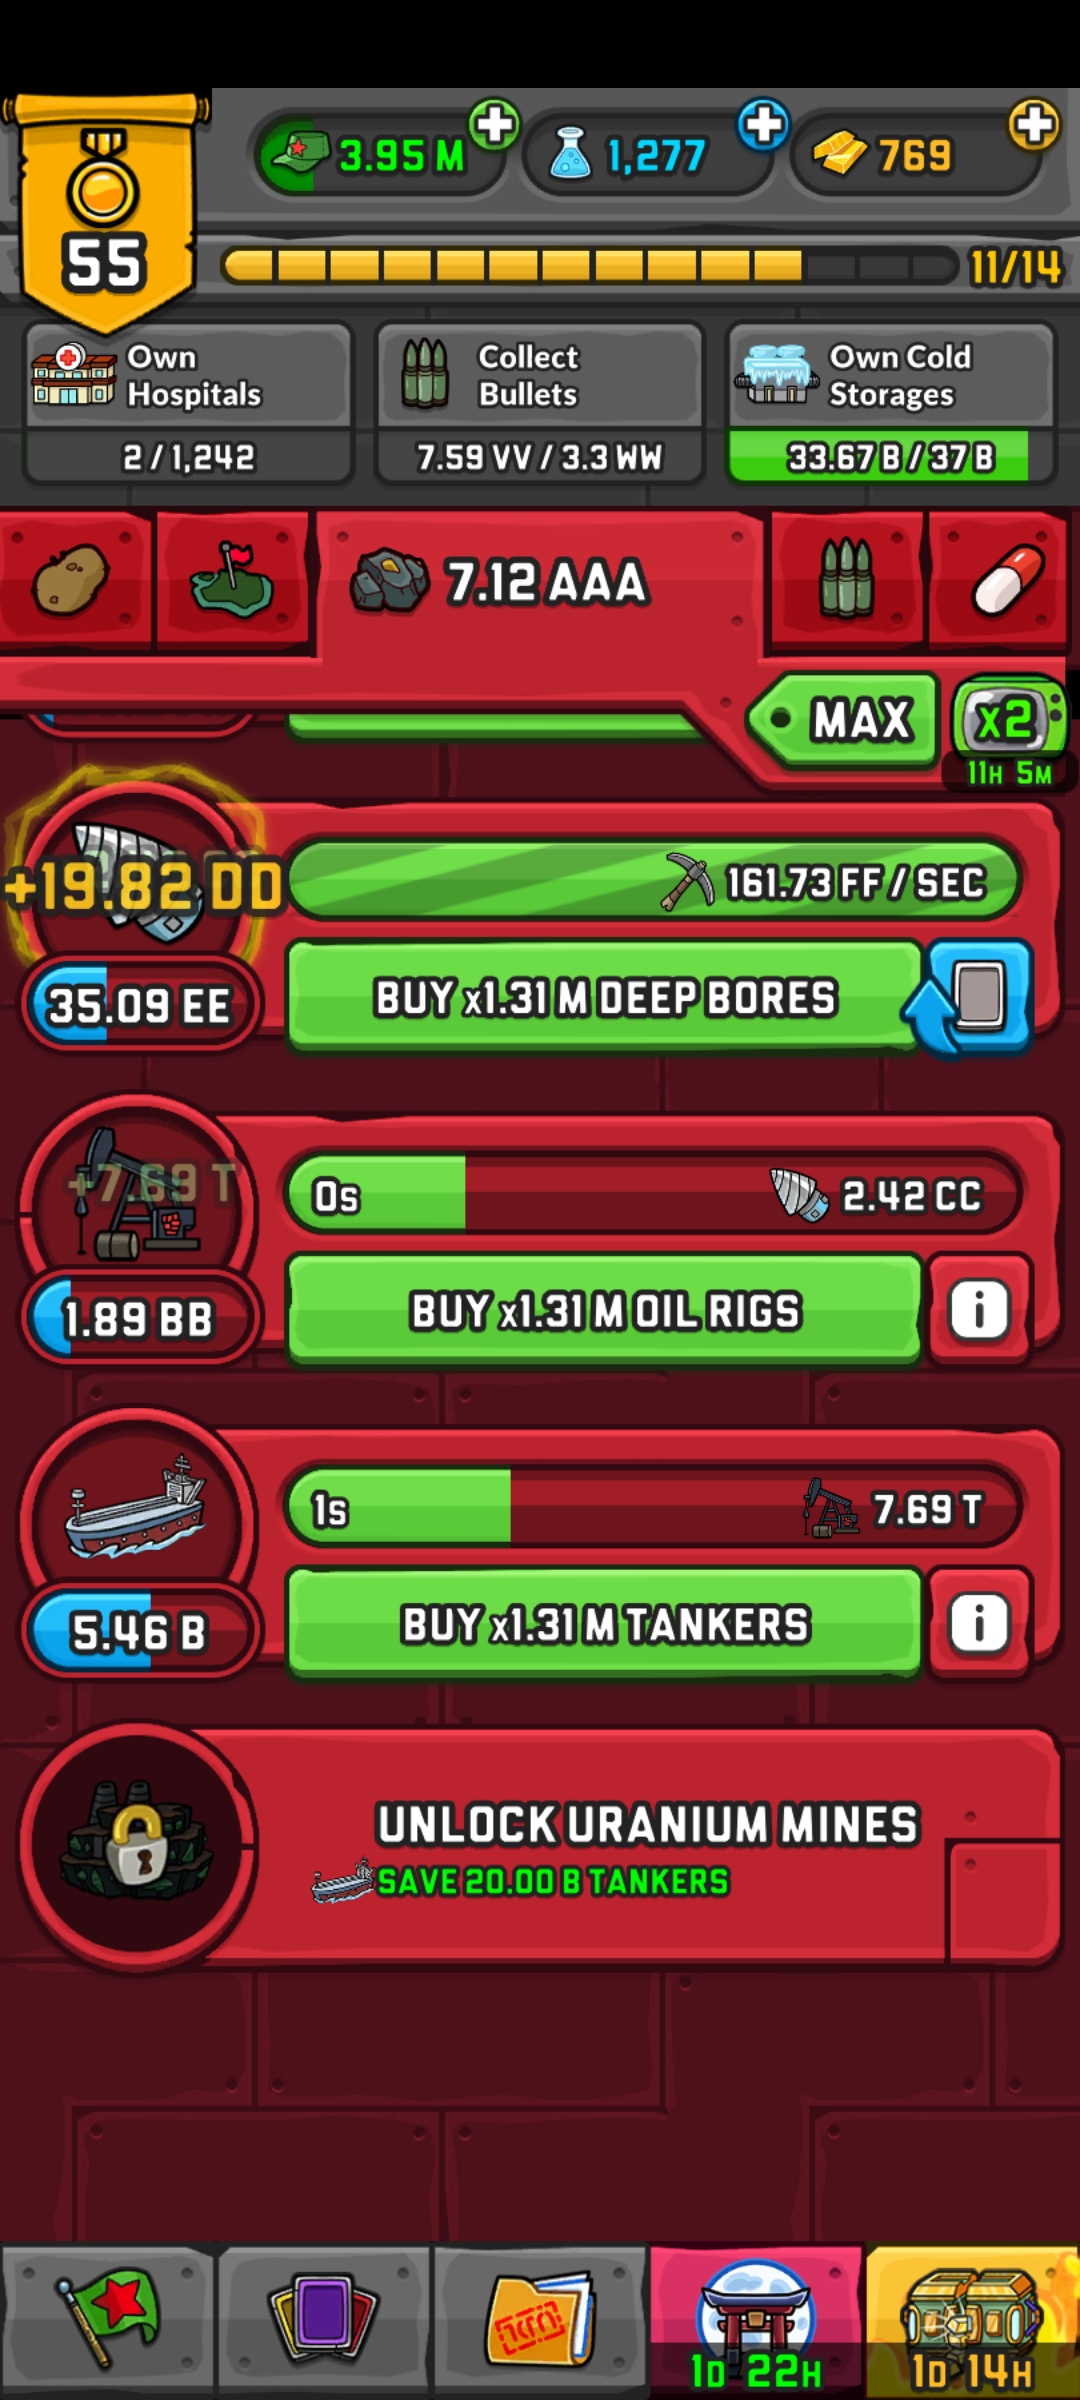 3.95 M
1,277
769
55
11/14
Own
Hospitals
2 / 1,242
Collect
Bullets
7.59 VV / 3.3 WW
Own Cold
Storages
33.67 B / 37 B
7.12 AAA
MAX
x2
11H 5M
+19.82 DD
161.73 FF / SEC
35.09 EE
BUY x1.31 M DEEP BORES
+7.69 T
0s
2.42 CC
1.89 BB
BUY x1.31 M OIL RIGS
i
1s
7.69 T
5.46 B
BUY x1.31 M TANKERS
i
UNLOCK URANIUM MINES
SAVE 20.00 B TANKERS
1D 22H
1D 14H